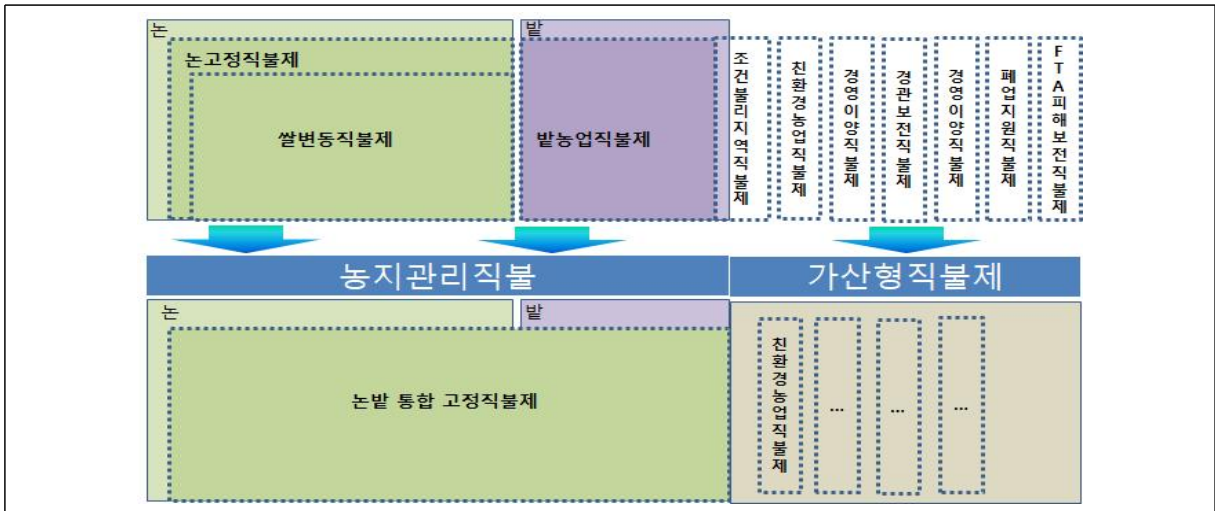 논
밭
논고정직불제
쌀변동직불제
밭농업직불제
조건불리지역직불제
친환경농업직불제
경영이양직불제
경관보전직불제
경영이양직불제
폐업지원직불제
FTA피해보전직불제
농지관리직불
가산형직불제
논
밭
논밭 통합 고정직불제
친환경농업직불제
...
...
...